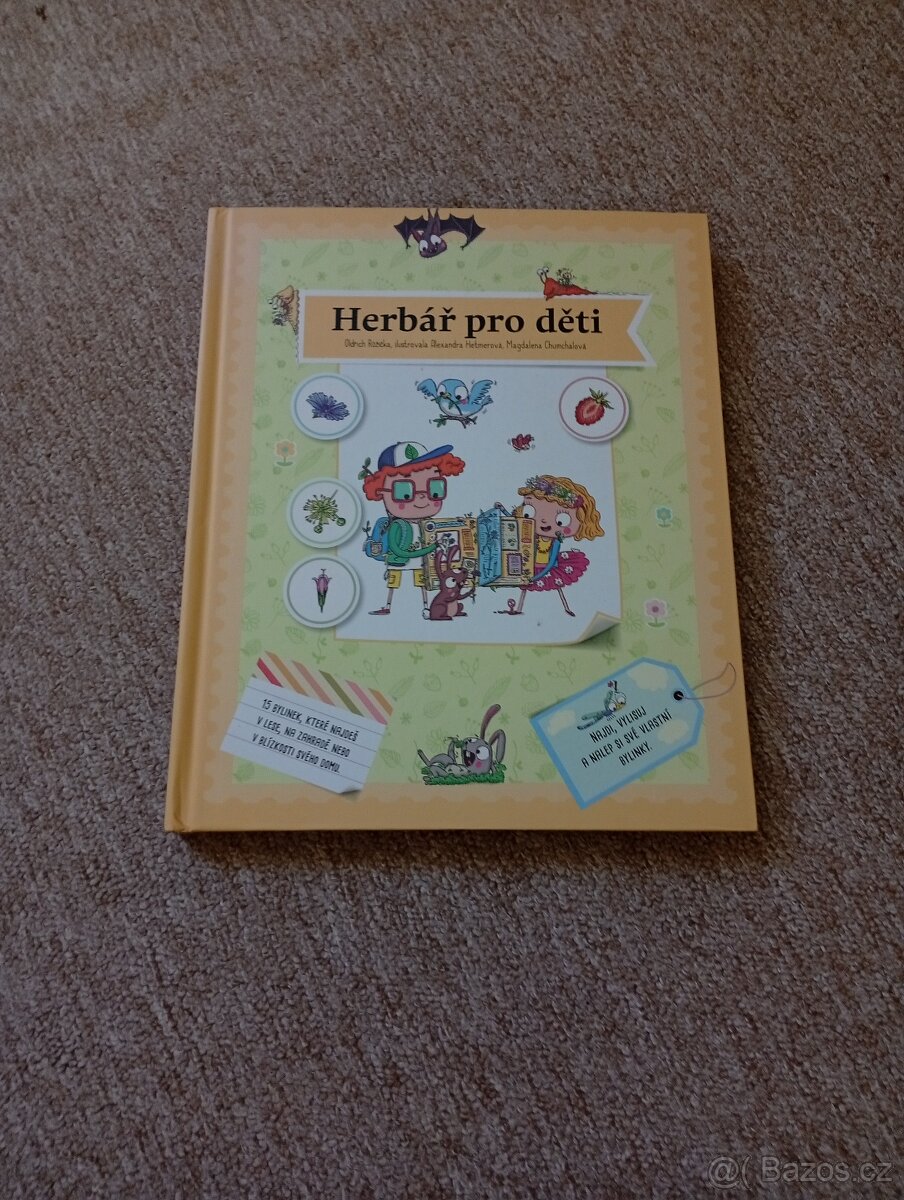 Herbář pro děti
Oldřich Růžička, ilustrovala Alexandra Hetmerová, Magdalena Chumchalová
15 BYLINEK, KTERÉ NAJDEŠ
V LESE, NA ZAHRADĚ NEBO
V BLÍZKOSTI SVÉHO DOMU.
NAJDI, VYLISUJ
A NALEP SI SVÉ VLASTNÍ
BYLINKY.
@( Bazos.cz